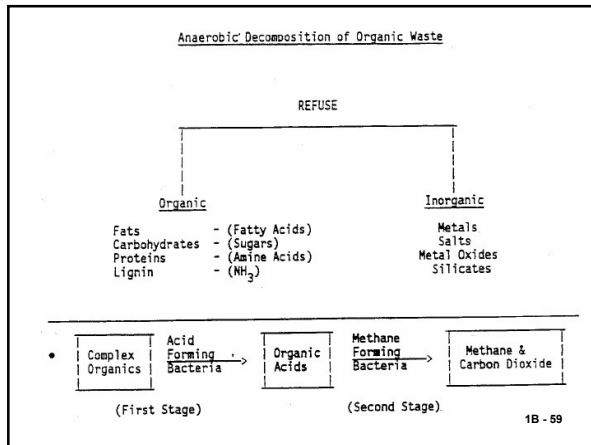 Anaerobic Decomposition of Organic Waste
REFUSE
Organic
Fats - (Fatty Acids)
Carbohydrates - (Sugars)
Proteins - (Amine Acids)
Lignin - (NH₃)
Inorganic
Metals
Salts
Metal Oxides
Silicates
• Complex Organics
Acid Forming Bacteria
Organic Acids
Methane Forming Bacteria
Methane & Carbon Dioxide
(First Stage) (Second Stage)
1B - 59